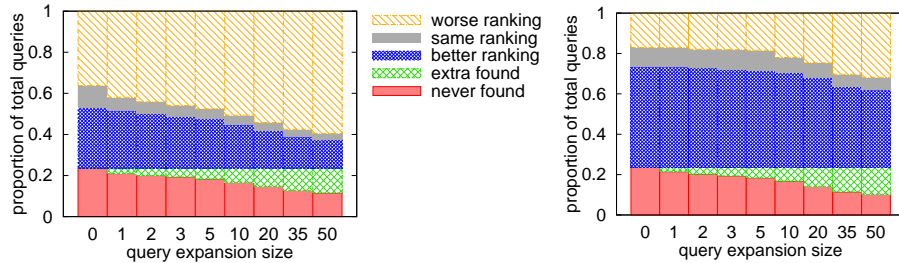 proportion of total queries
1
0.8
0.6
0.4
0.2
0
0 1 2 3 5 10 20 35 50
query expansion size
worse ranking
same ranking
better ranking
extra found
never found
proportion of total queries
1
0.8
0.6
0.4
0.2
0
0 1 2 3 5 10 20 35 50
query expansion size